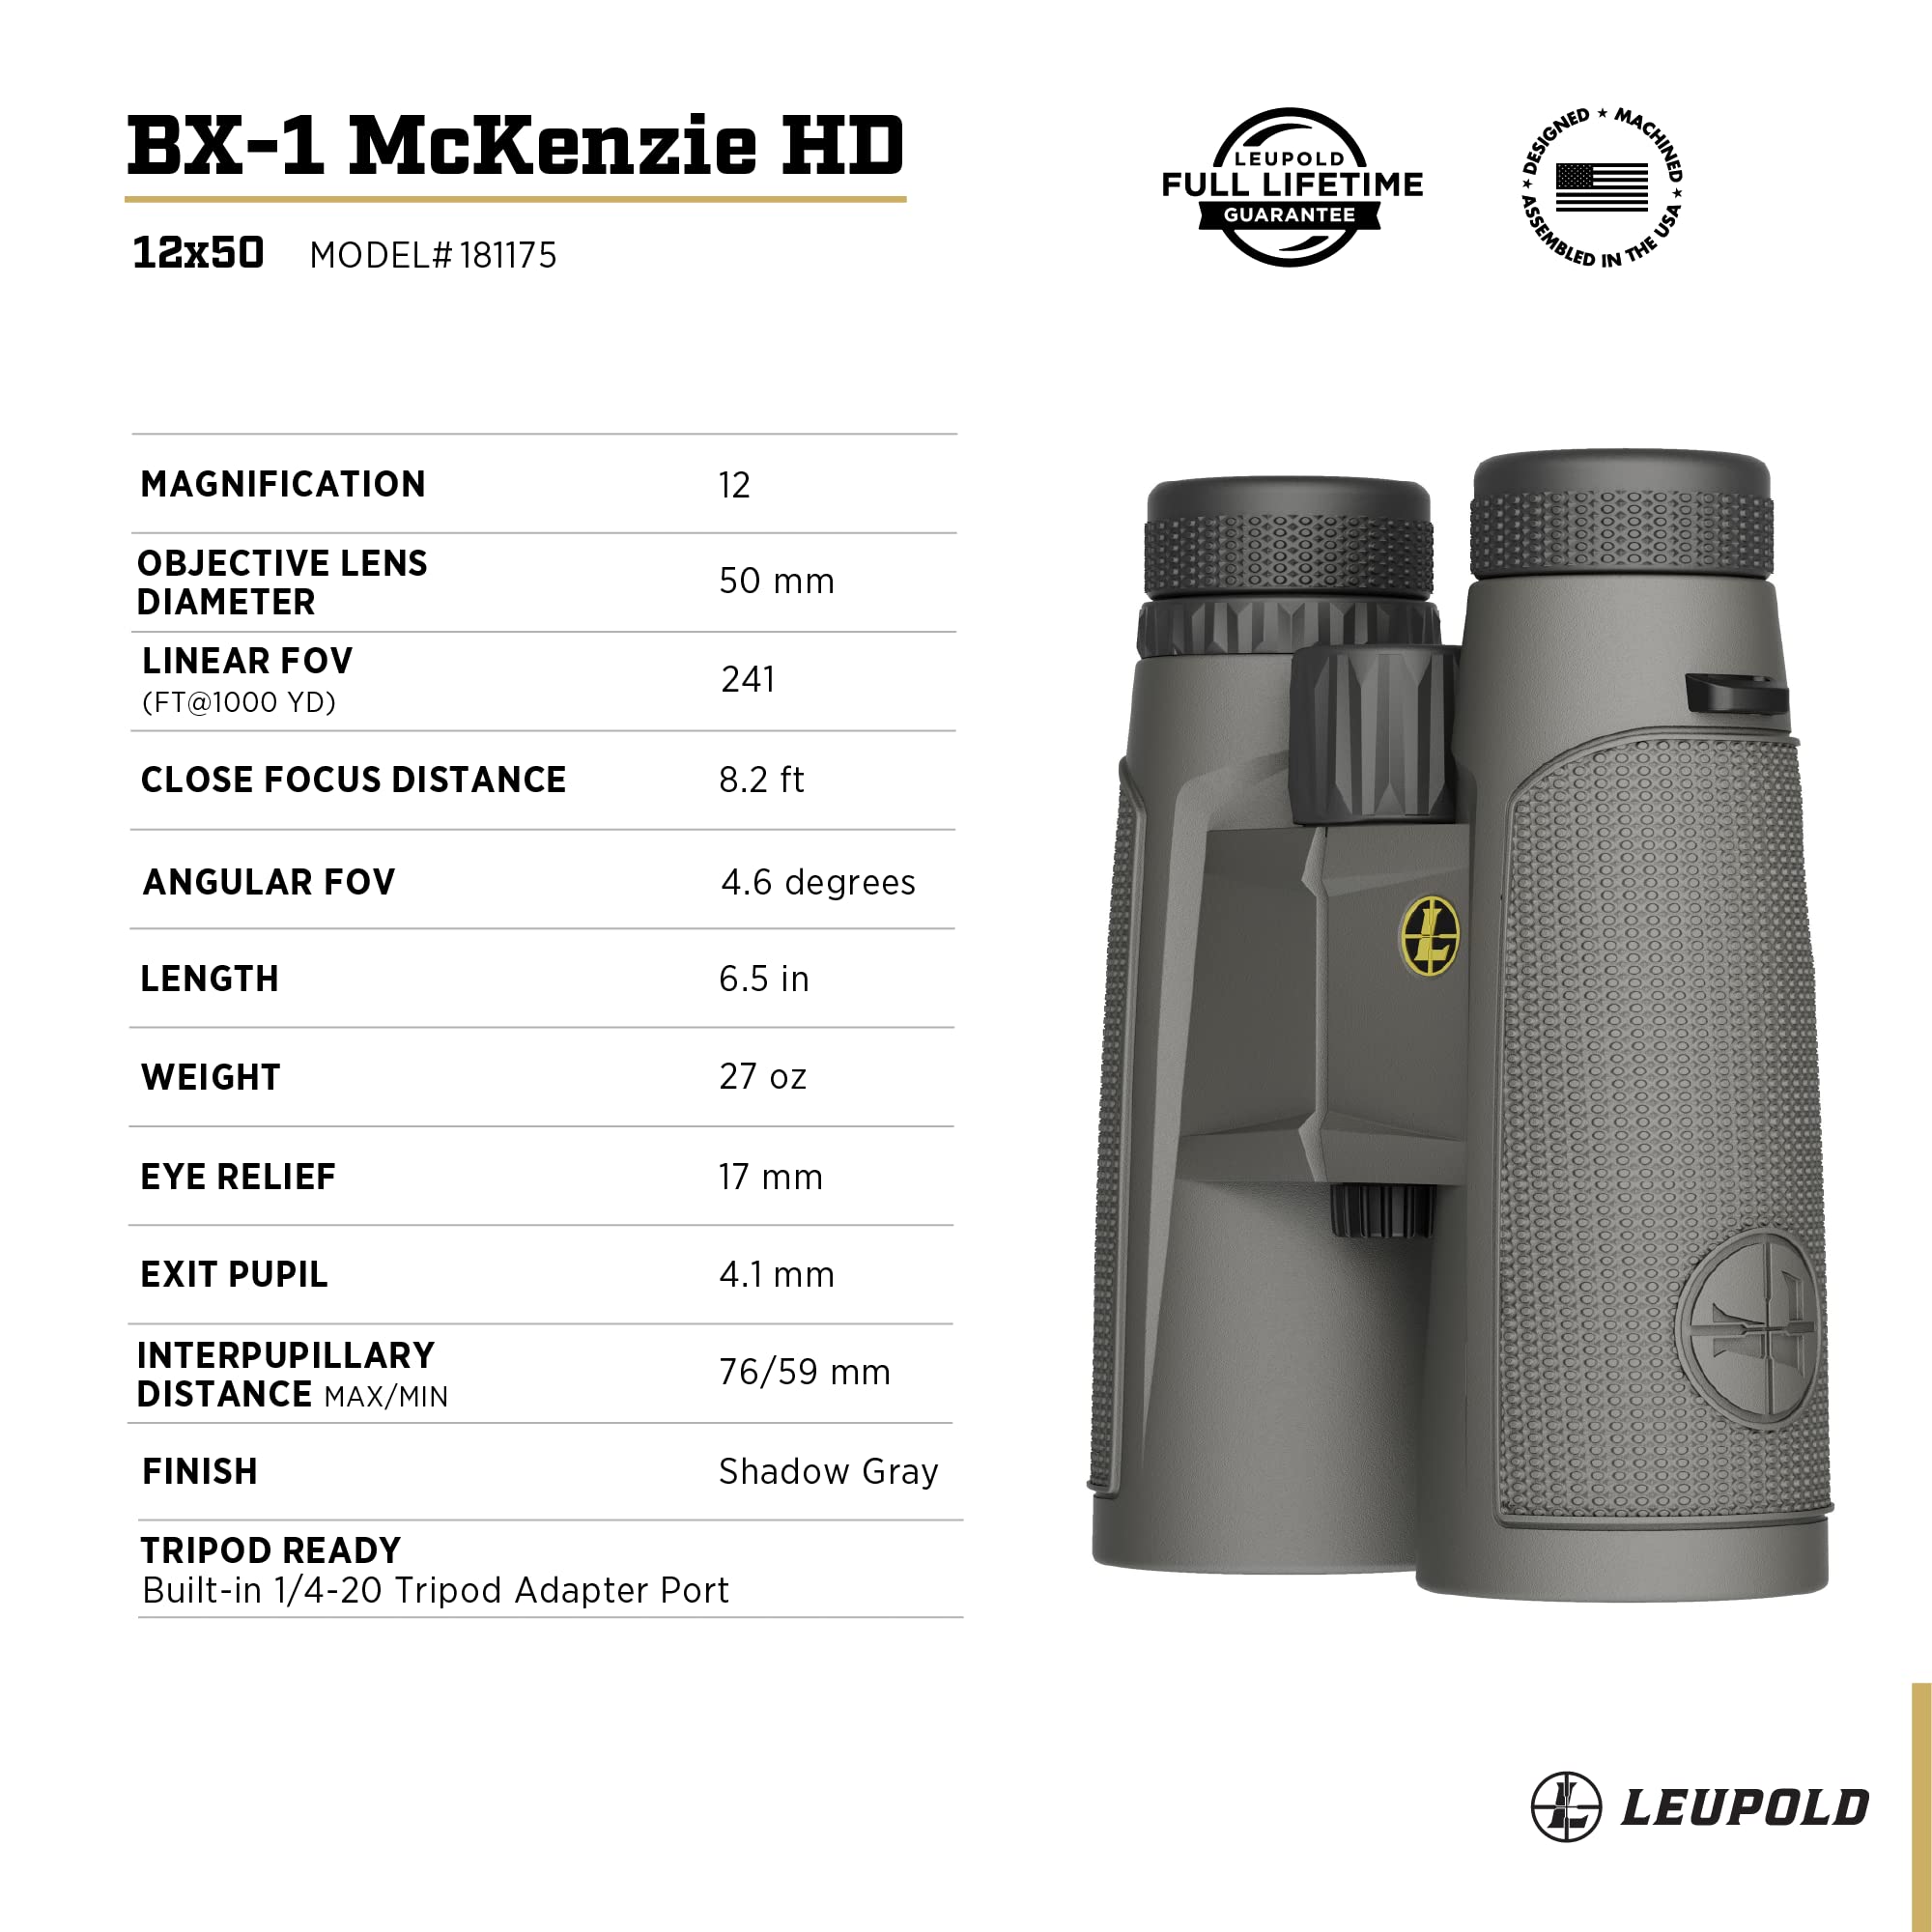 BX-1 McKenzie HD
12x50 MODEL# 181175
LEUPOLD
FULL LIFETIME
GUARANTEE
DESIGNED ★ MACHINED ★ ASSEMBLED IN THE USA ★
MAGNIFICATION 12
OBJECTIVE LENS
DIAMETER 50 mm
LINEAR FOV
(FT@1000 YD) 241
CLOSE FOCUS DISTANCE 8.2 ft
ANGULAR FOV 4.6 degrees
LENGTH 6.5 in
WEIGHT 27 oz
EYE RELIEF 17 mm
EXIT PUPIL 4.1 mm
INTERPUPILLARY
DISTANCE MAX/MIN 76/59 mm
FINISH Shadow Gray
TRIPOD READY
Built-in 1/4-20 Tripod Adapter Port
L
L
L LEUPOLD